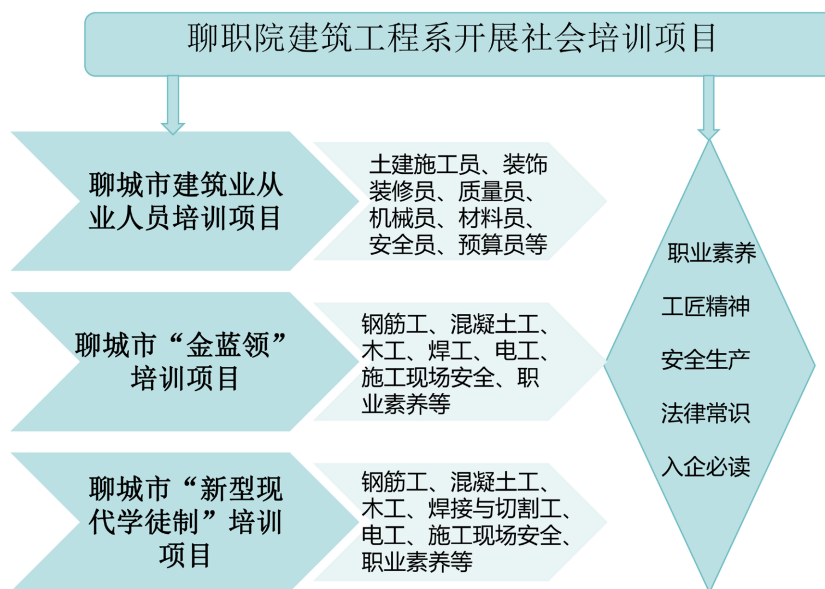 聊职院建筑工程系开展社会培训项目
聊城市建筑业从
业人员培训项目
土建施工员、装饰
装修员、质量员、
机械员、材料员、
安全员、预算员等
聊城市“金蓝领”
培训项目
钢筋工、混凝土工、
木工、焊工、电工、
施工现场安全、职
业素养等
聊城市“新型现
代学徒制”培训
项目
钢筋工、混凝土工、
木工、焊接与切割工、
电工、施工现场安全、
职业素养等
职业素养
工匠精神
安全生产
法律常识
入企必读